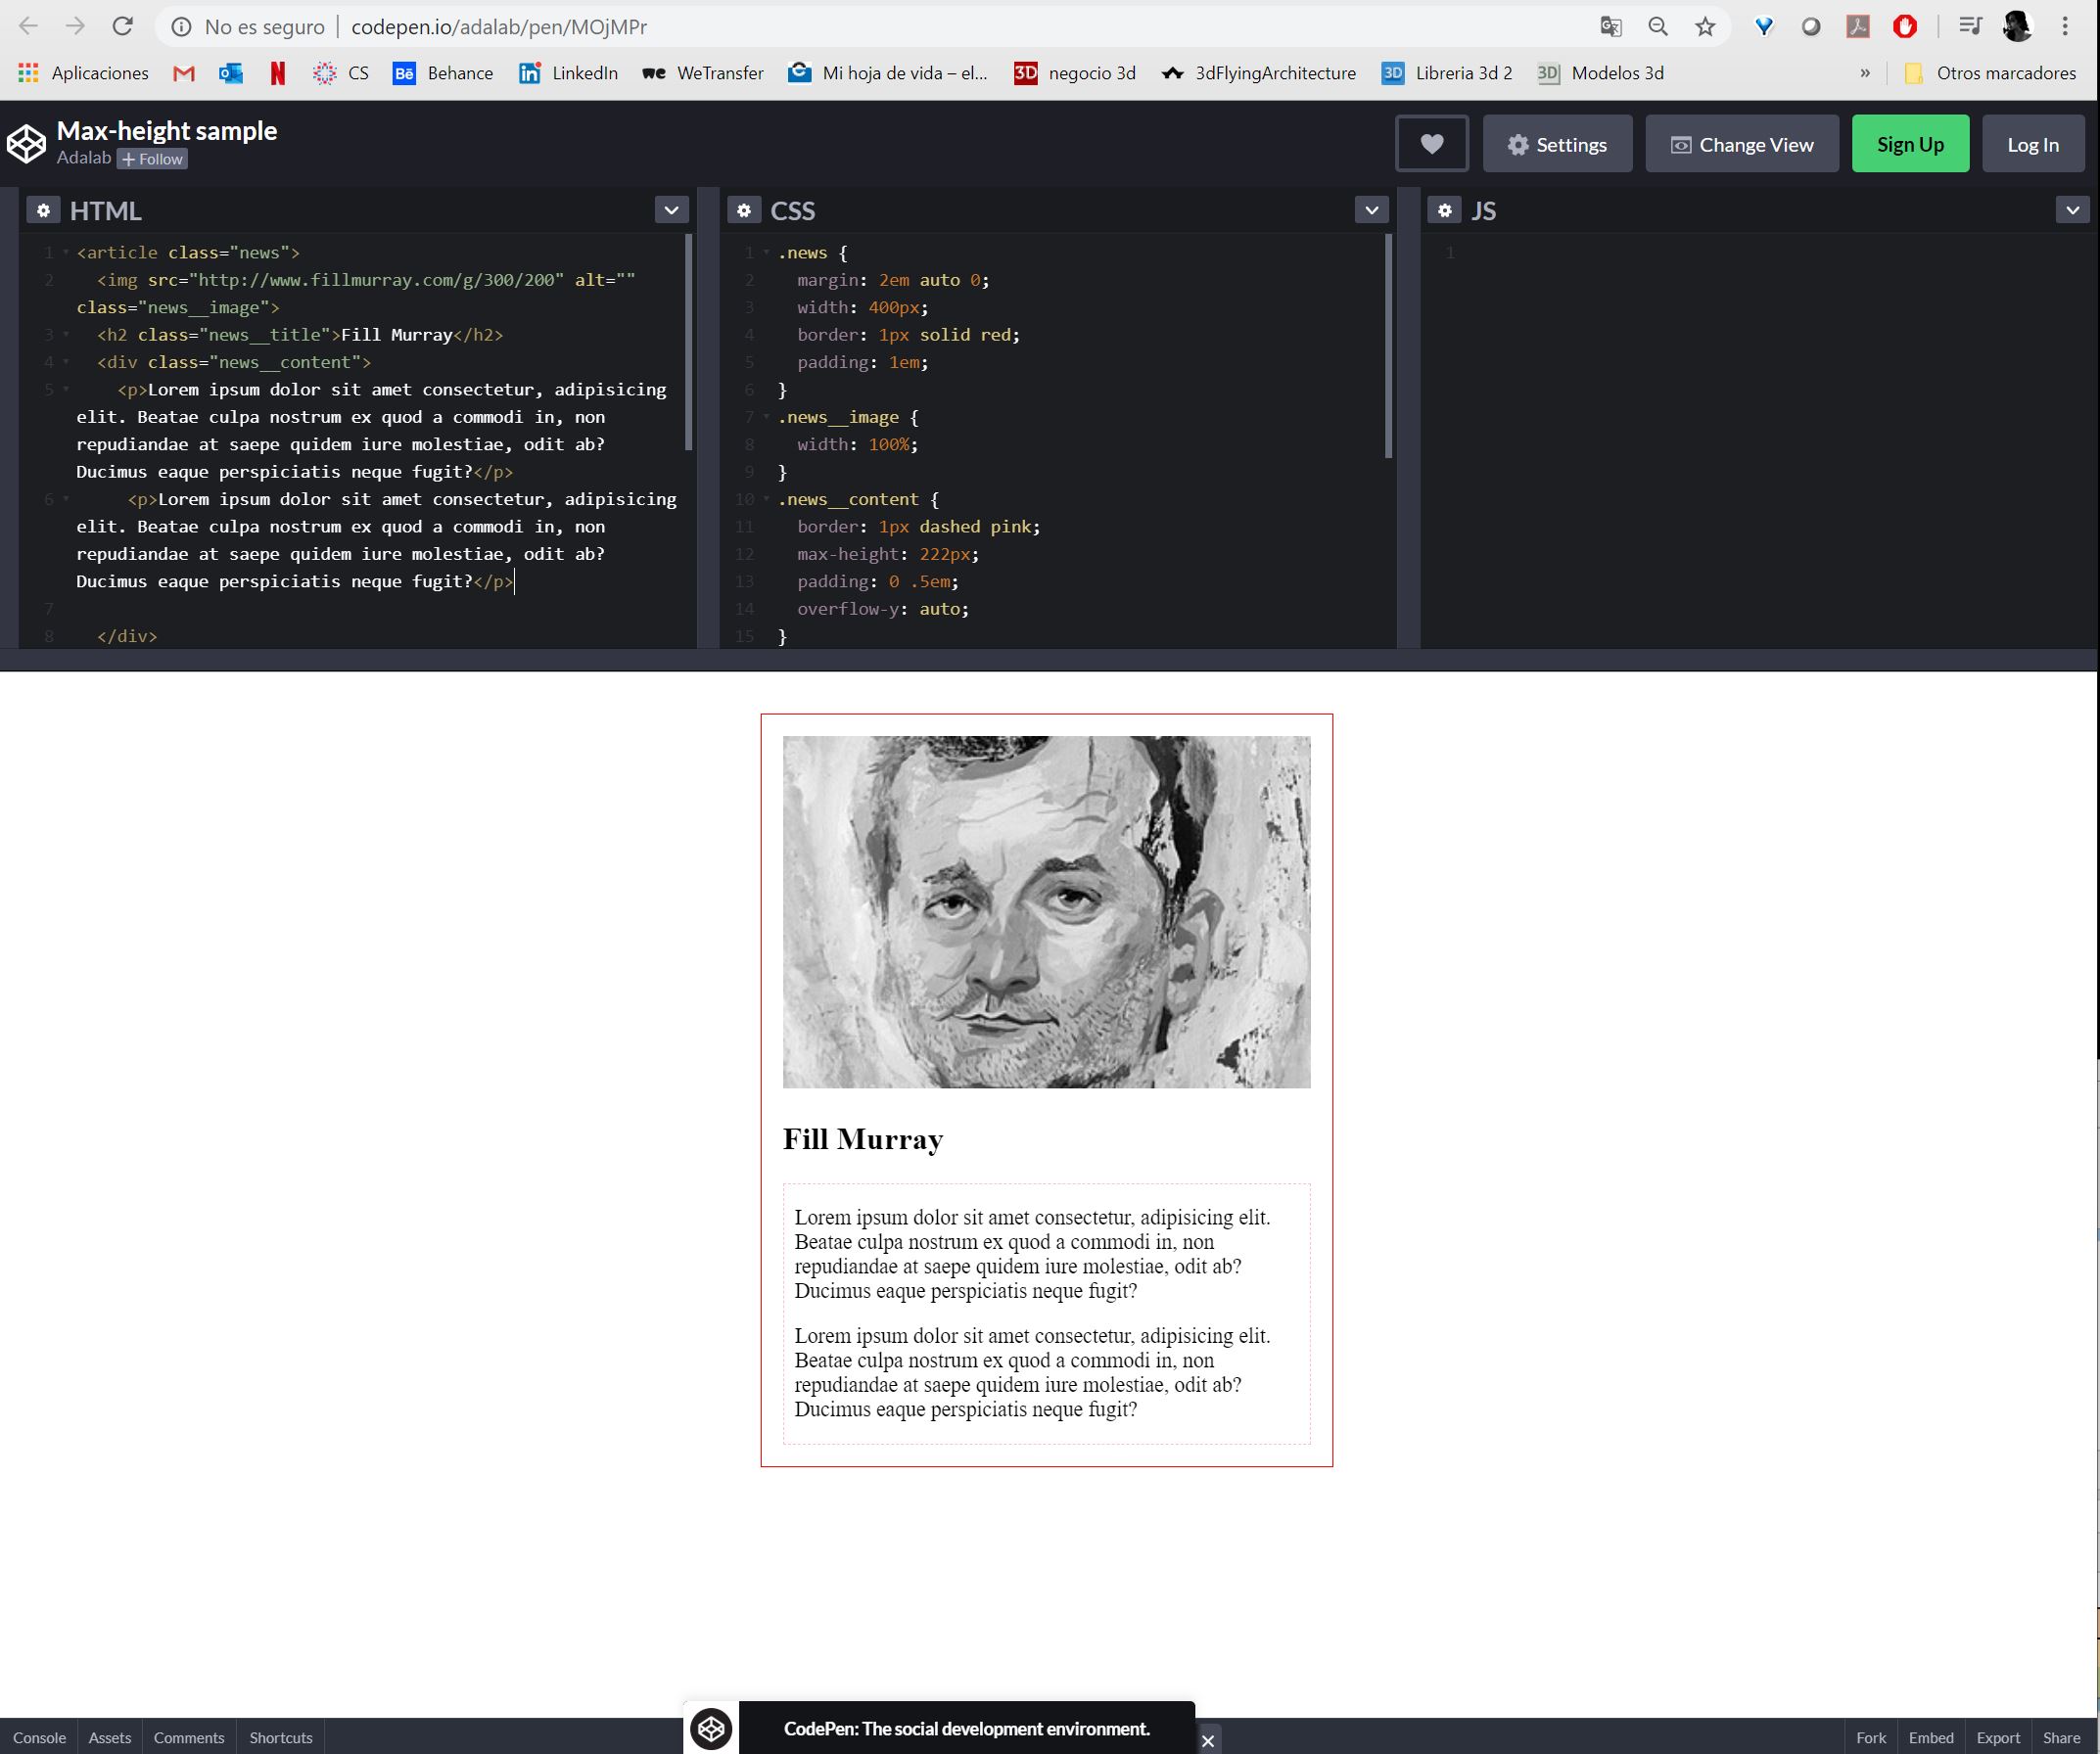 No es seguro | codepen.io/adalab/pen/MOjMPr
Aplicaciones CS Behance LinkedIn WeTransfer Mi hoja de vida – el... negocio 3d 3dFlyingArchitecture Libreria 3d 2 Modelos 3d » Otros marcadores
Max-height sample
Adalab + Follow
Settings Change View Sign Up Log In
HTML
1 <article class="news">
2 <img src="http://www.fillmurray.com/g/300/200" alt=""
class="news__image">
3 <h2 class="news__title">Fill Murray</h2>
4 <div class="news__content">
5 <p>Lorem ipsum dolor sit amet consectetur, adipisicing
elit. Beatae culpa nostrum ex quod a commodi in, non
repudiandae at saepe quidem iure molestiae, odit ab?
Ducimus eaque perspiciatis neque fugit?</p>
6 <p>Lorem ipsum dolor sit amet consectetur, adipisicing
elit. Beatae culpa nostrum ex quod a commodi in, non
repudiandae at saepe quidem iure molestiae, odit ab?
Ducimus eaque perspiciatis neque fugit?</p>
7
8 </div>
CSS
1 .news {
2 margin: 2em auto 0;
3 width: 400px;
4 border: 1px solid red;
5 padding: 1em;
6 }
7 .news__image {
8 width: 100%;
9 }
10 .news__content {
11 border: 1px dashed pink;
12 max-height: 222px;
13 padding: 0 .5em;
14 overflow-y: auto;
15 }
JS
1
Fill Murray
Lorem ipsum dolor sit amet consectetur, adipisicing elit.
Beatae culpa nostrum ex quod a commodi in, non
repudiandae at saepe quidem iure molestiae, odit ab?
Ducimus eaque perspiciatis neque fugit?
Lorem ipsum dolor sit amet consectetur, adipisicing elit.
Beatae culpa nostrum ex quod a commodi in, non
repudiandae at saepe quidem iure molestiae, odit ab?
Ducimus eaque perspiciatis neque fugit?
CodePen: The social development environment.
Console Assets Comments Shortcuts Fork Embed Export Share